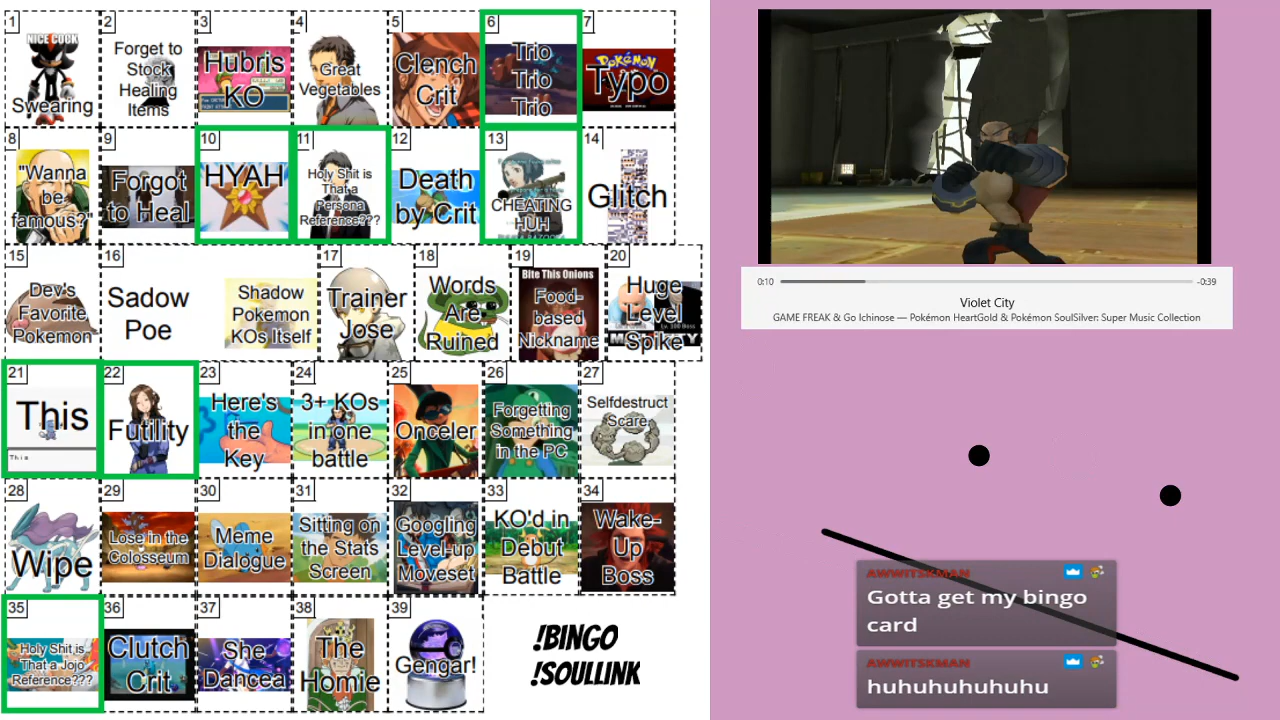 1
NICE COCK
Swearing
2
Forget to
Stock
Healing
Items
3
Hubris
KO
4
Great
Vegetables
5
Clench
Crit
6
Trio
Trio
Trio
7
POKÉMON
Typo
8
"Wanna
be
famous?"
9
Forgot
to Heal
10
HYAH
11
Holy Shit is
That a
Persona
Reference???
12
Death
by Crit
13
CHEATING
HUH
14
Glitch
15
Dev's
Favorite
Pokemon
16
Sadow
Poe
Shadow
Pokemon
KOs Itself
17
Trainer
Jose
18
Words
Are
Ruined
19
Bite This Onions
Food-
based
Nickname
20
Huge
Level
Spike
21
This
This
22
Futility
23
Here's
the
Key
24
3+ KOs
in one
battle
25
Onceler
26
Forgetting
Something
in the PC
27
Selfdestruct
Scare
28
Wipe
29
Lose in the
Colosseum
30
Meme
Dialogue
31
Sitting on
the Stats
Screen
32
Googling
Level-up
Moveset
33
KO'd in
Debut
Battle
34
Wake-
Up
Boss
35
Holy Shit is
That a Jojo
Reference???
36
Clutch
Crit
37
She
Danced
38
The
Homie
39
Gengar!
!BINGO
!SOULLINK
0:10
-0:39
Violet City
GAME FREAK & Go Ichinose — Pokémon HeartGold & Pokémon SoulSilver: Super Music Collection
AWWITSKMAN
Gotta get my bingo
card
AWWITSKMAN
huhuhuhuhuhu